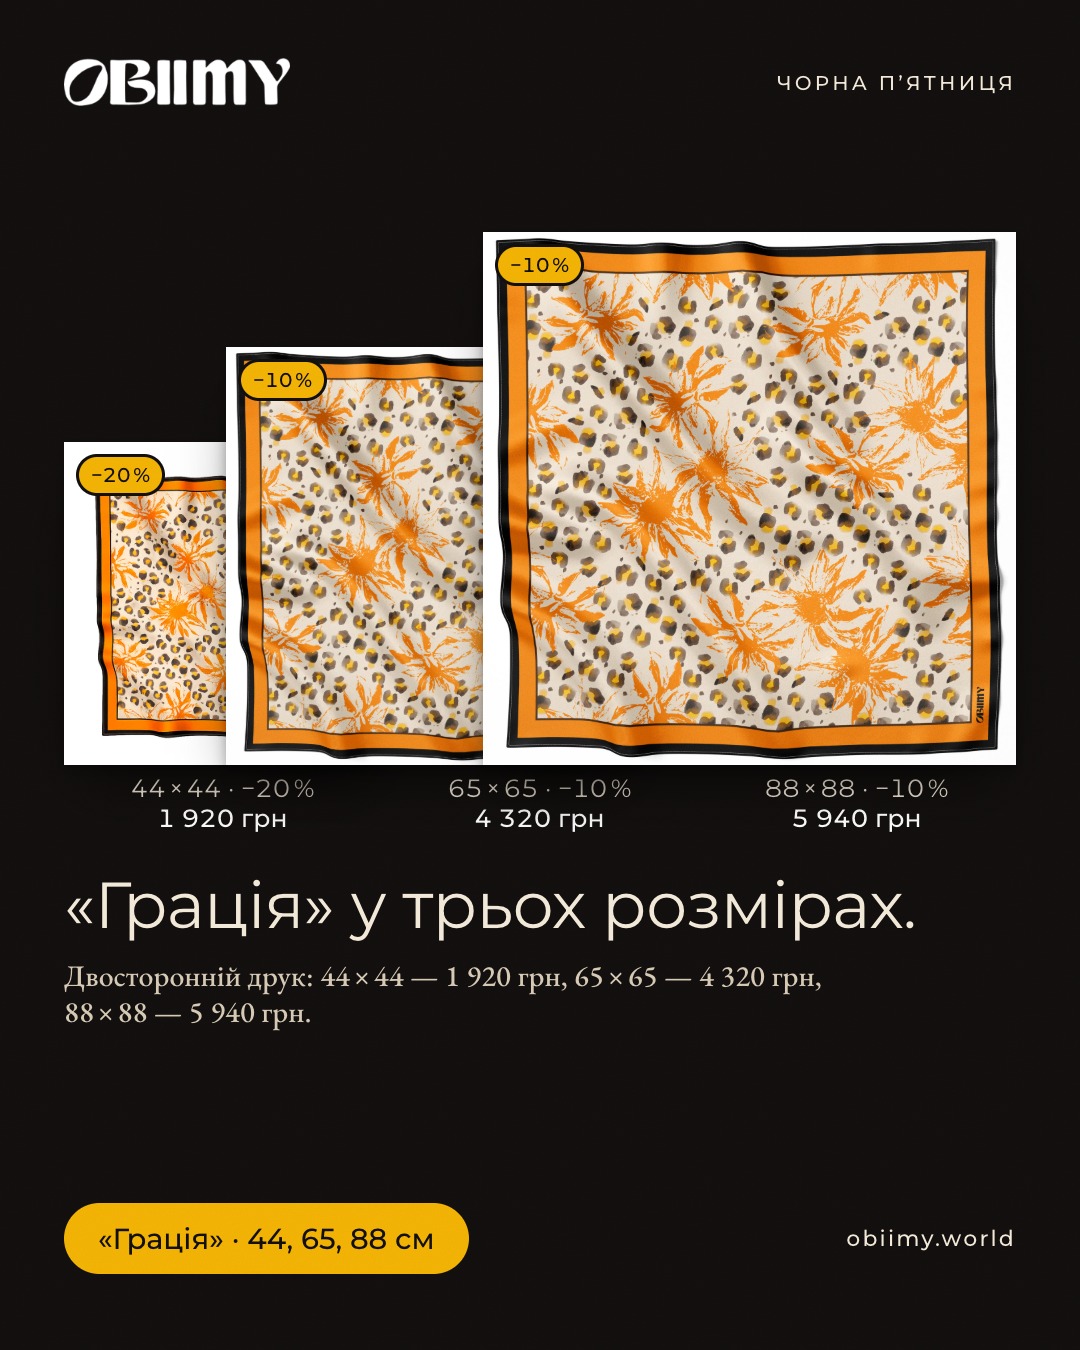 OBIIMY
ЧОРНА П’ЯТНИЦЯ
−10%
−10%
−20%
OBIIMY
44×44 · −20%
1 920 грн
65×65 · −10%
4 320 грн
88×88 · −10%
5 940 грн
«Грація» у трьох розмірах.
Двосторонній друк: 44×44 — 1 920 грн, 65×65 — 4 320 грн,
88×88 — 5 940 грн.
«Грація» · 44, 65, 88 см
obiimy.world